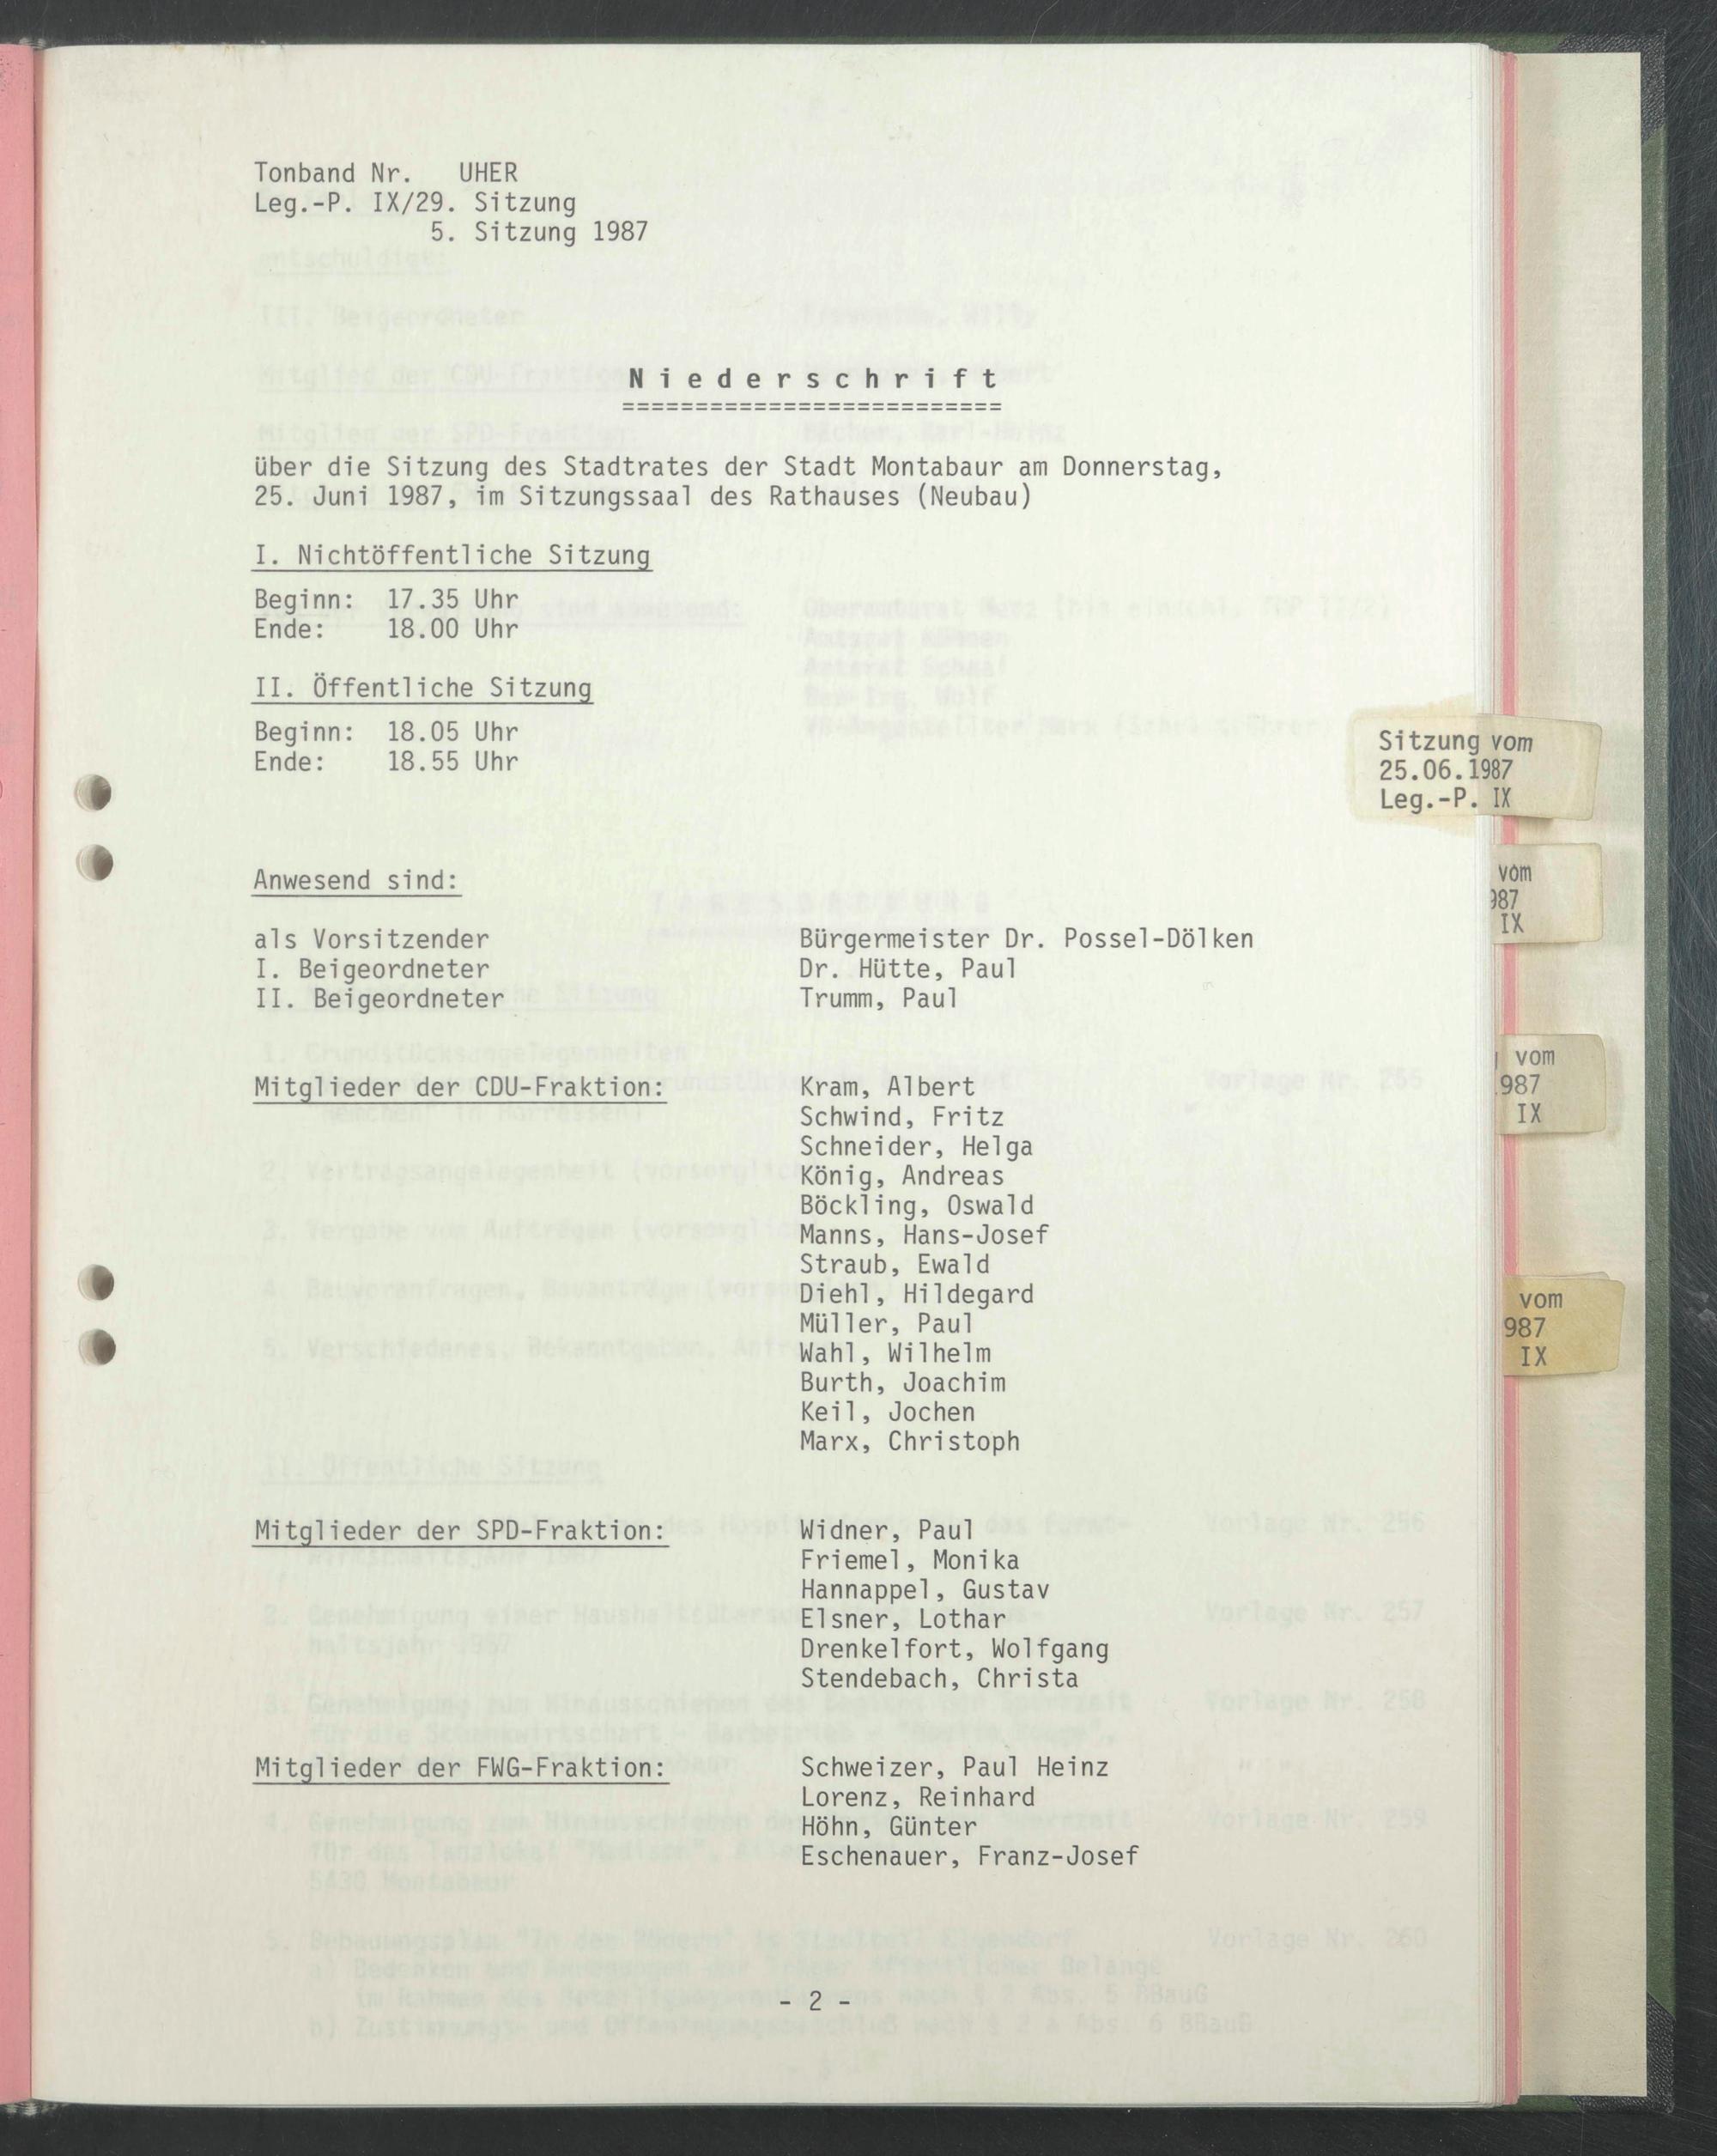 Tonband Nr. UHER
Leg.-P. IX/29. Sitzung
5. Sitzung 1987
Niederschrift
==========================
über die Sitzung des Stadtrates der Stadt Montabaur am Donnerstag,
25. Juni 1987, im Sitzungssaal des Rathauses (Neubau)
I. Nichtöffentliche Sitzung
Beginn: 17.35 Uhr
Ende: 18.00 Uhr
II. Öffentliche Sitzung
Beginn: 18.05 Uhr
Ende: 18.55 Uhr
Sitzung vom
25.06.1987
Leg.-P. IX
vom
987
IX
vom
987
IX
vom
987
IX
Anwesend sind:
als Vorsitzender Bürgermeister Dr. Possel-Dölken
I. Beigeordneter Dr. Hütte, Paul
II. Beigeordneter Trumm, Paul
Mitglieder der CDU-Fraktion: Kram, Albert
Schwind, Fritz
Schneider, Helga
König, Andreas
Böckling, Oswald
Manns, Hans-Josef
Straub, Ewald
Diehl, Hildegard
Müller, Paul
Wahl, Wilhelm
Burth, Joachim
Keil, Jochen
Marx, Christoph
Mitglieder der SPD-Fraktion: Widner, Paul
Friemel, Monika
Hannappel, Gustav
Elsner, Lothar
Drenkelfort, Wolfgang
Stendebach, Christa
Mitglieder der FWG-Fraktion: Schweizer, Paul Heinz
Lorenz, Reinhard
Höhn, Günter
Eschenauer, Franz-Josef
- 2 -